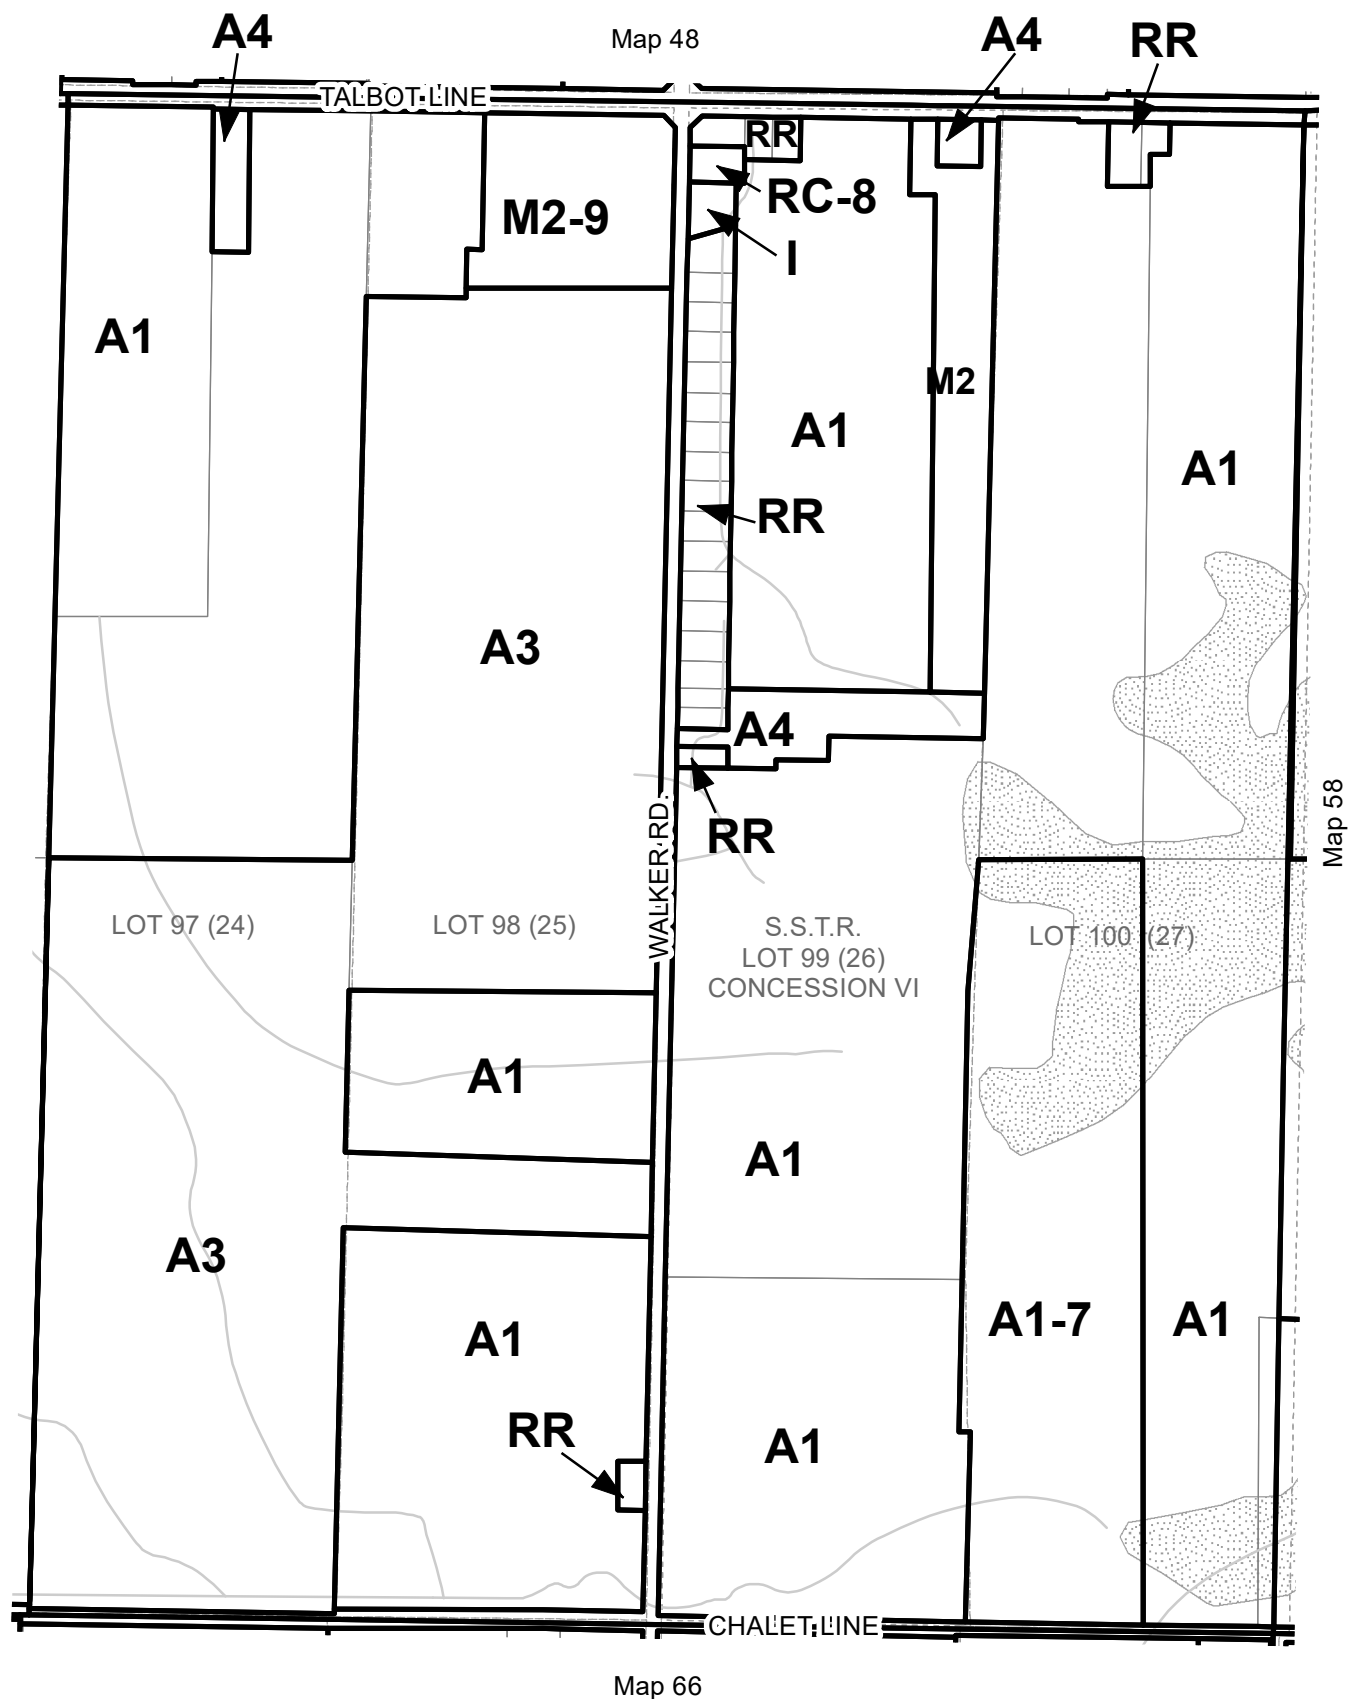 A4
Map 48
A4
RR
TALBOT LINE
RR
RC-8
M2-9
I
A1
M2
A1
A1
RR
A3
A4
RR
Map 58
WALKER RD.
LOT 97 (24)
LOT 98 (25)
S.S.T.R.
LOT 99 (26)
CONCESSION VI
LOT 100 (27)
A1
A1
A3
A1-7
A1
A1
RR
A1
CHALET LINE
Map 66